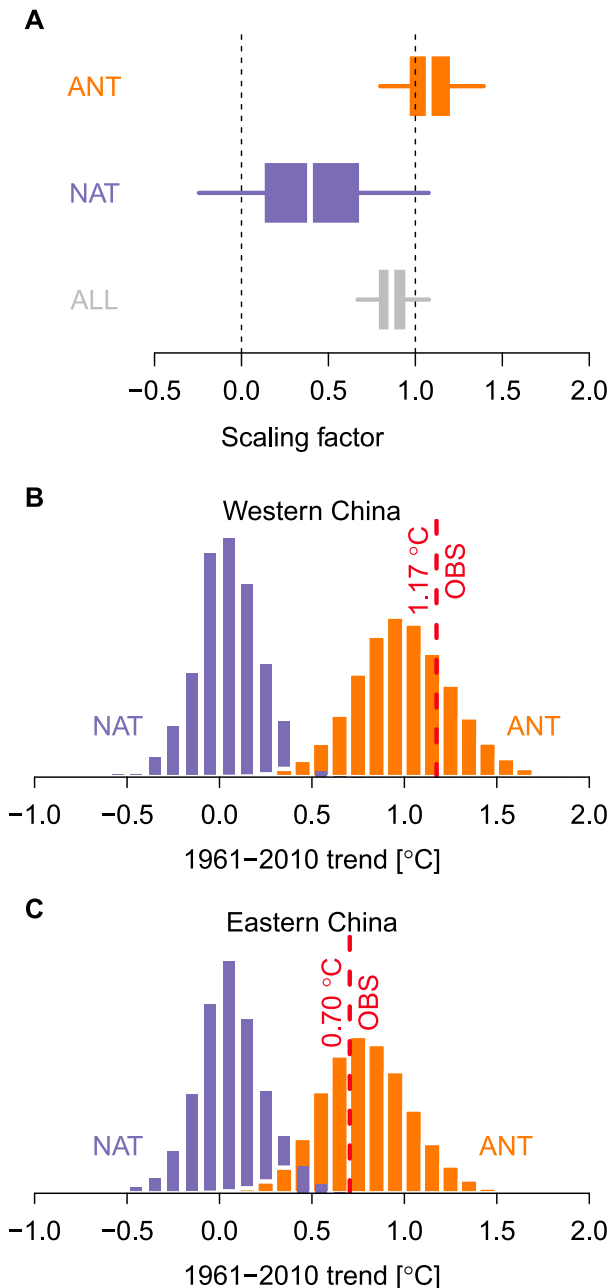 A
ANT
NAT
ALL
−0.5 0.0 0.5 1.0 1.5 2.0
Scaling factor
B
Western China
1.17 °C
OBS
NAT
ANT
−1.0 −0.5 0.0 0.5 1.0 1.5 2.0
1961−2010 trend [°C]
C
Eastern China
0.70 °C
OBS
NAT
ANT
−1.0 −0.5 0.0 0.5 1.0 1.5 2.0
1961−2010 trend [°C]